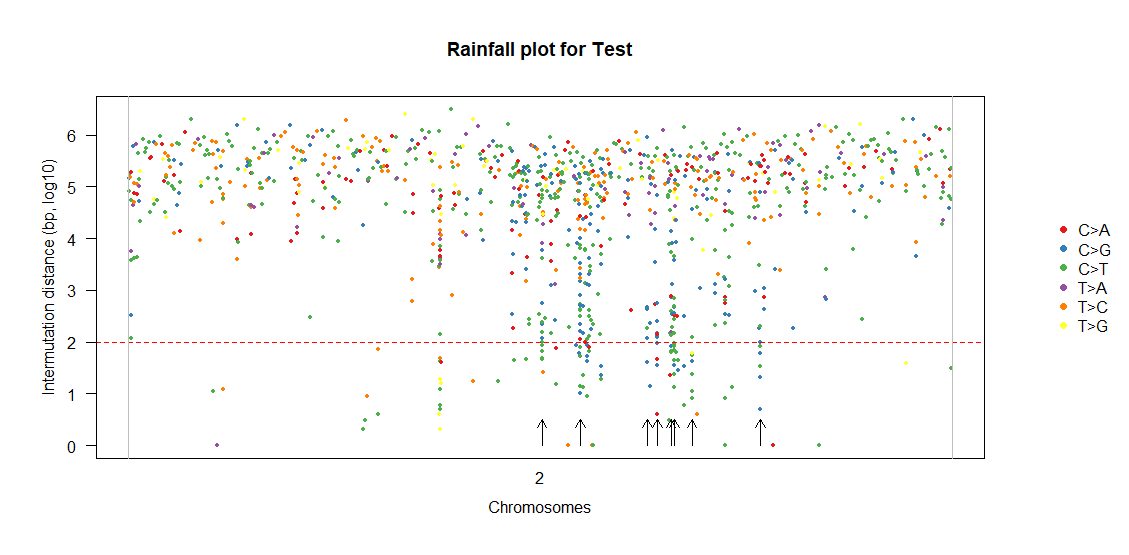 Rainfall plot for Test
Intermutation distance (bp, log10)
6
5
4
3
2
1
0
2
Chromosomes
C>A
C>G
C>T
T>A
T>C
T>G